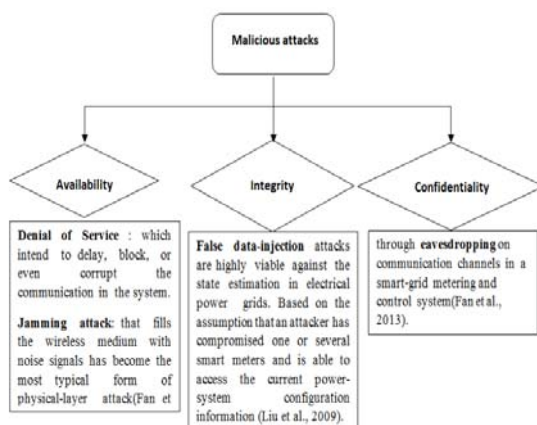 Malicious attacks
Availability
Integrity
Confidentiality
Denial of Service : which
intend to delay, block, or
even corrupt the
communication in the system.
Jamming attack: that fills
the wireless medium with
noise signals has become the
most typical form of
physical-layer attack(Fan et
False data-injection attacks
are highly viable against the
state estimation in electrical
power grids. Based on the
assumption that an attacker has
compromised one or several
smart meters and is able to
access the current power-
system configuration
information (Liu et al., 2009).
through eavesdropping on
communication channels in a
smart-grid metering and
control system(Fan et al.,
2013).